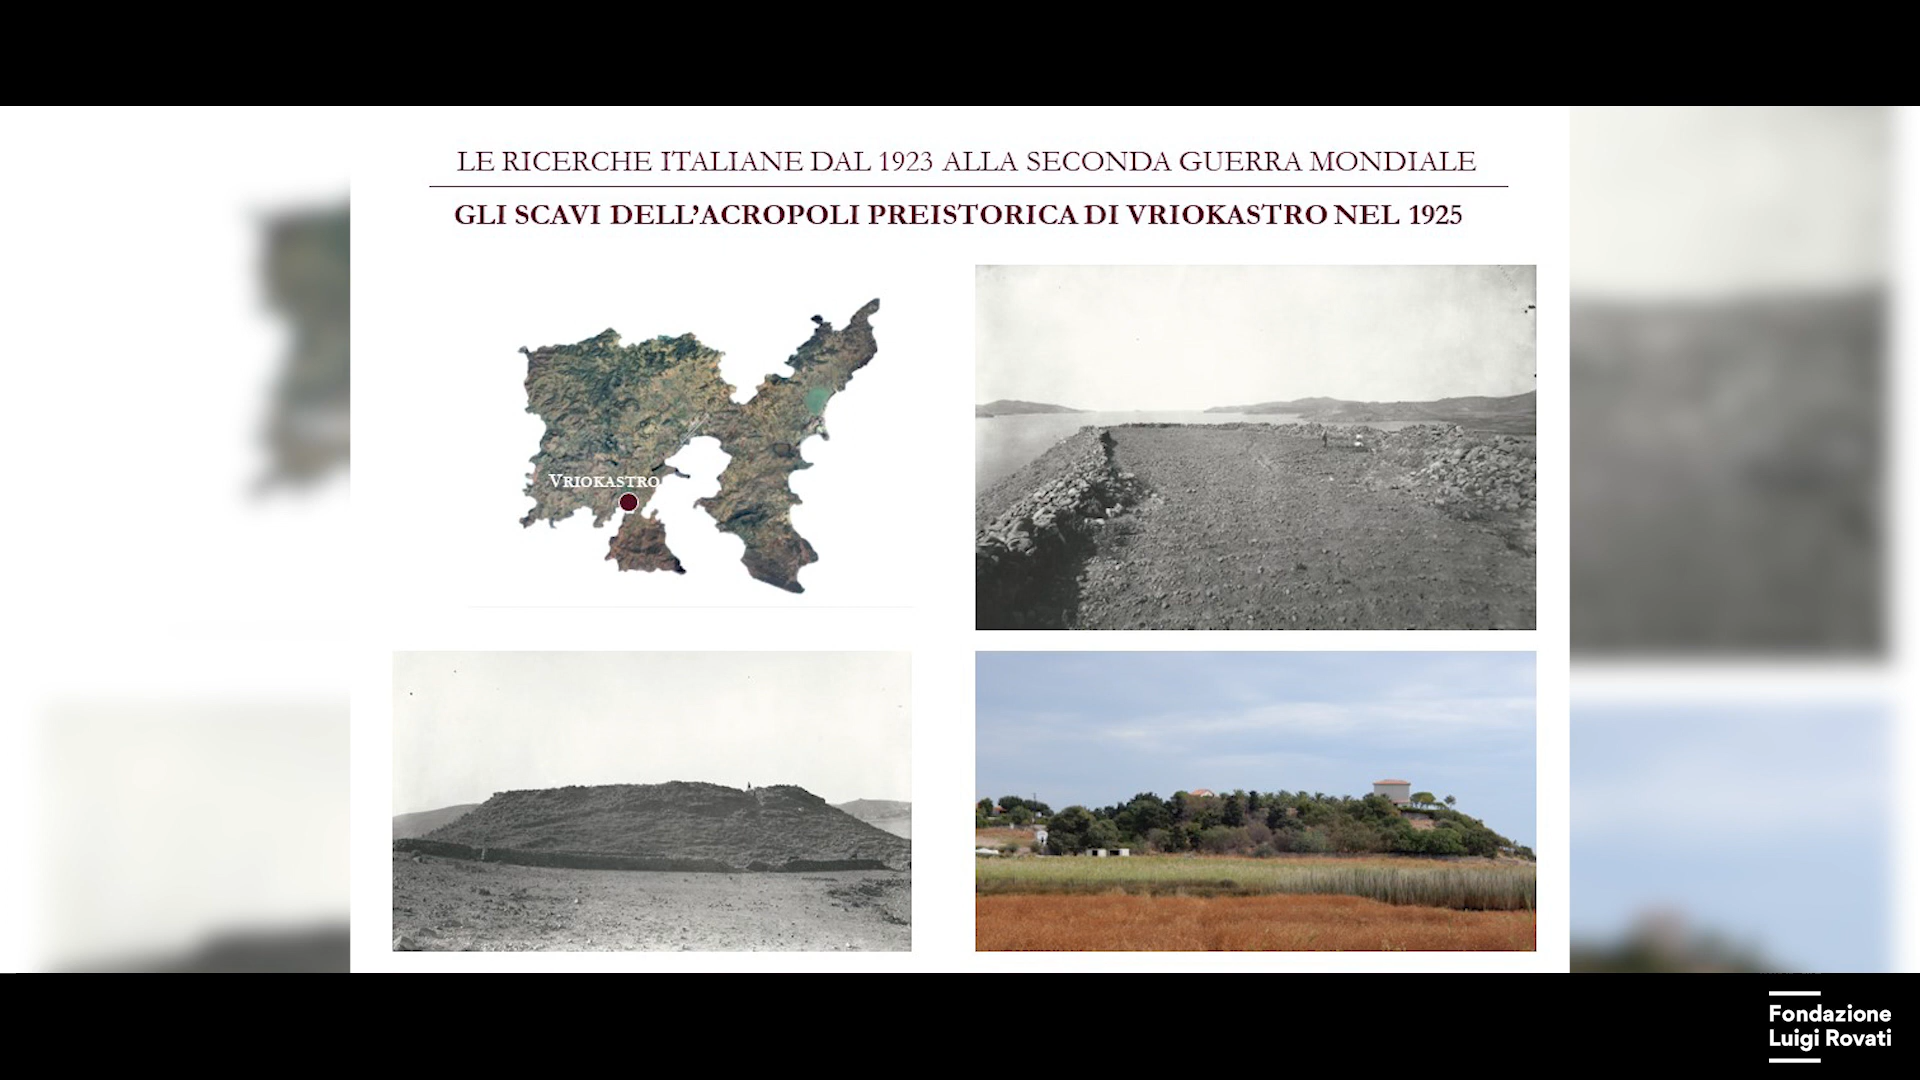 LE RICERCHE ITALIANE DAL 1923 ALLA SECONDA GUERRA MONDIALE
GLI SCAVI DELL’ACROPOLI PREISTORICA DI VRIOKASTRO NEL 1925
VRIOKASTRO
Fondazione
Luigi Rovati